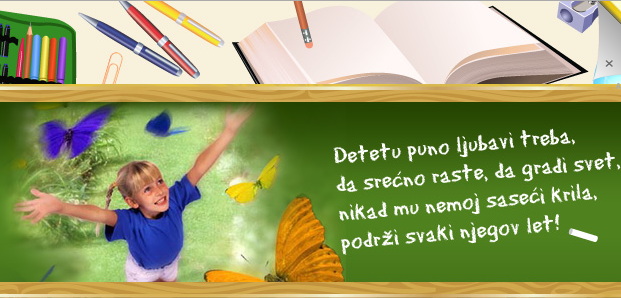 Detetu puno ljubavi treba,
da srećno raste, da gradi svet,
nikad mu nemoj saseći krila,
podrži svaki njegov let!